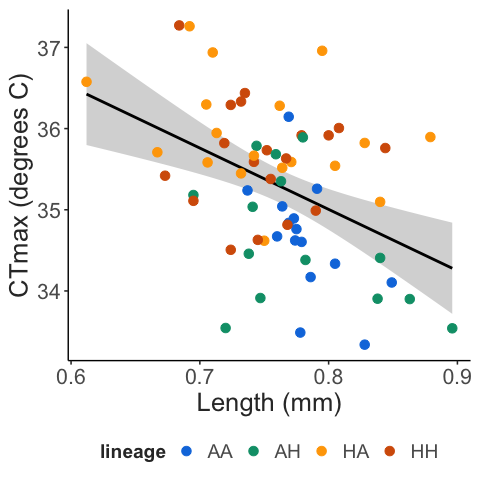 CTmax (degrees C)
37
36
35
34
0.6 0.7 0.8 0.9
Length (mm)
lineage AA AH HA HH